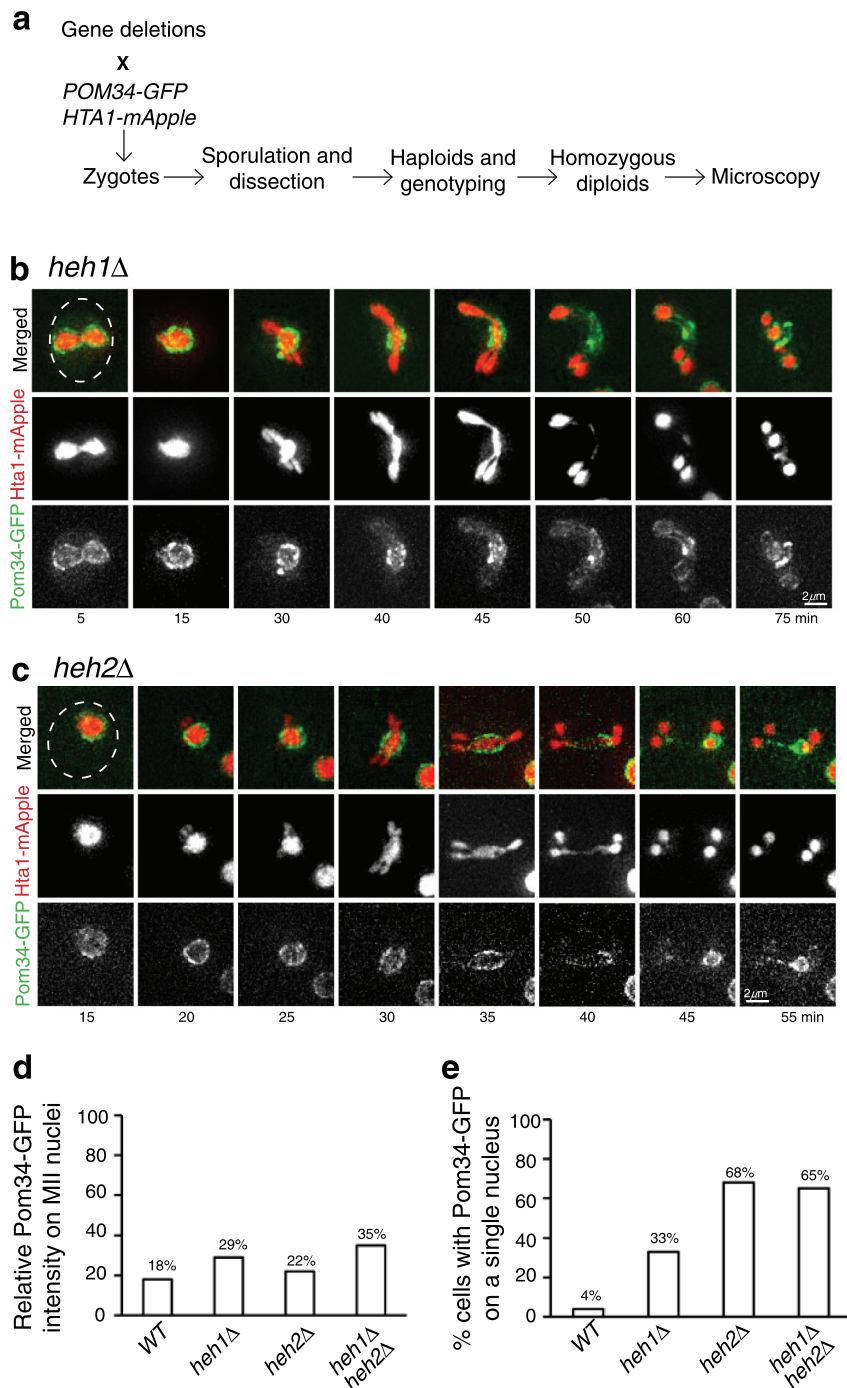 a
Gene deletions
X
POM34-GFP
HTA1-mApple
Zygotes
Sporulation and
dissection
Haploids and
genotyping
Homozygous
diploids
Microscopy
b heh1Δ
Merged
Hta1-mApple
Pom34-GFP
2μm
5 15 30 40 45 50 60 75 min
c heh2Δ
Merged
Hta1-mApple
Pom34-GFP
2μm
15 20 25 30 35 40 45 55 min
d
Relative Pom34-GFP
intensity on MII nuclei
100
80
60
40
20
0
18%
29%
22%
35%
WT
heh1Δ
heh2Δ
heh1Δ
heh2Δ
e
% cells with Pom34-GFP
on a single nucleus
100
80
60
40
20
0
4%
33%
68%
65%
WT
heh1Δ
heh2Δ
heh1Δ
heh2Δ